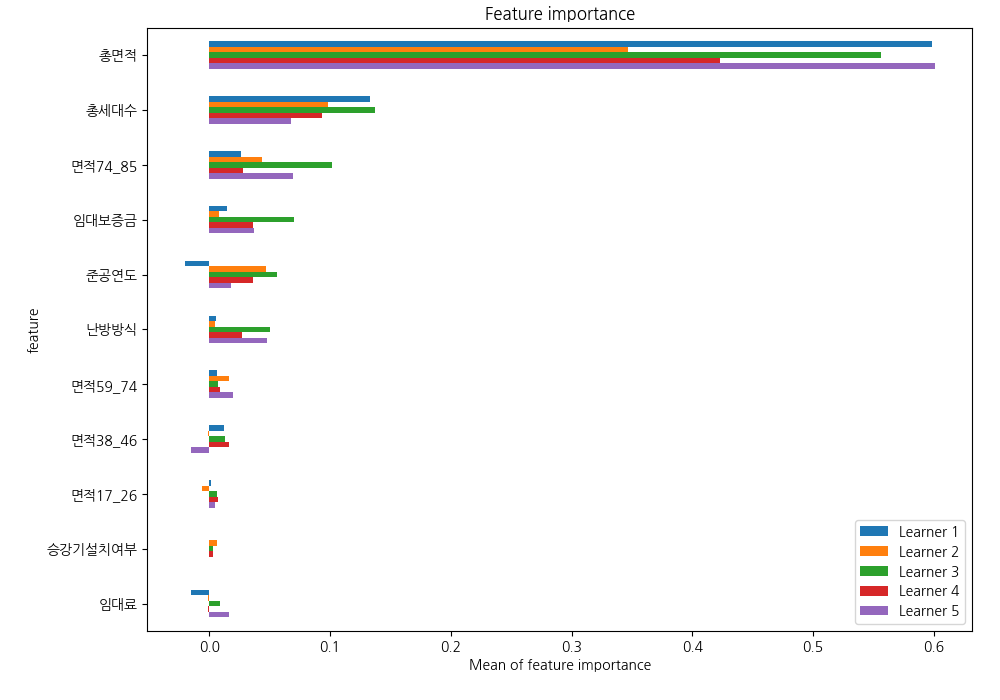 Feature importance
총면적
총세대수
면적74_85
임대보증금
준공연도
난방방식
feature
면적59_74
면적38_46
면적17_26
승강기설치여부
임대료
Learner 1
Learner 2
Learner 3
Learner 4
Learner 5
0.0 0.1 0.2 0.3 0.4 0.5 0.6
Mean of feature importance